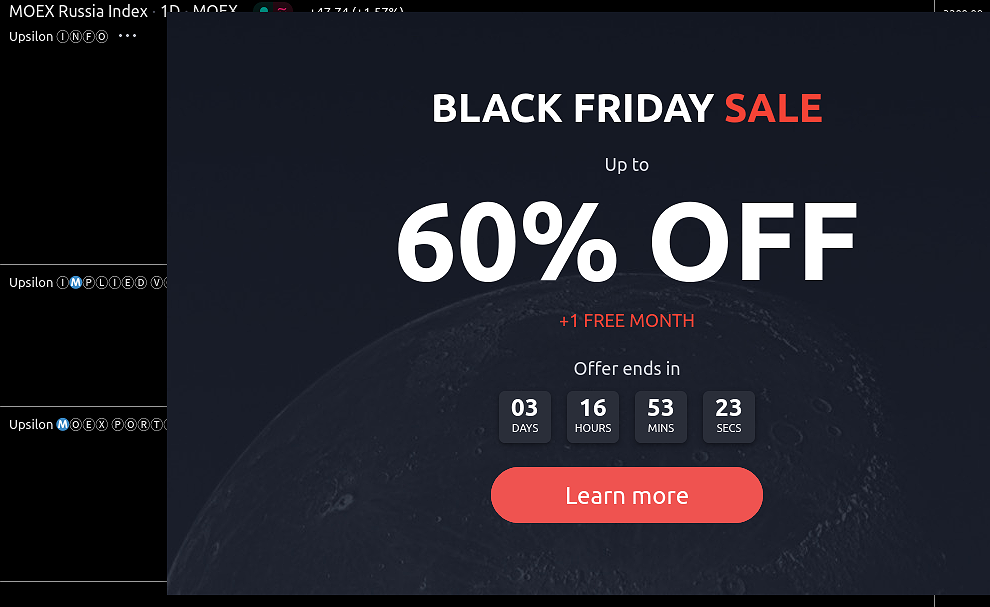 MOEX Russia Index · 1D · MOEX +47.74 (+1.57%)
Upsilon ⒾⓃⒻⓄ
BLACK FRIDAY SALE
Up to
60% OFF
+1 FREE MONTH
Upsilon ⒾⓂⓅⓁⒾⒺⒹ Ⓥ
Offer ends in
03 16 53 23
DAYS HOURS MINS SECS
Upsilon ⓂⓄⒺⓍ ⓅⓄⓇⓉ
Learn more